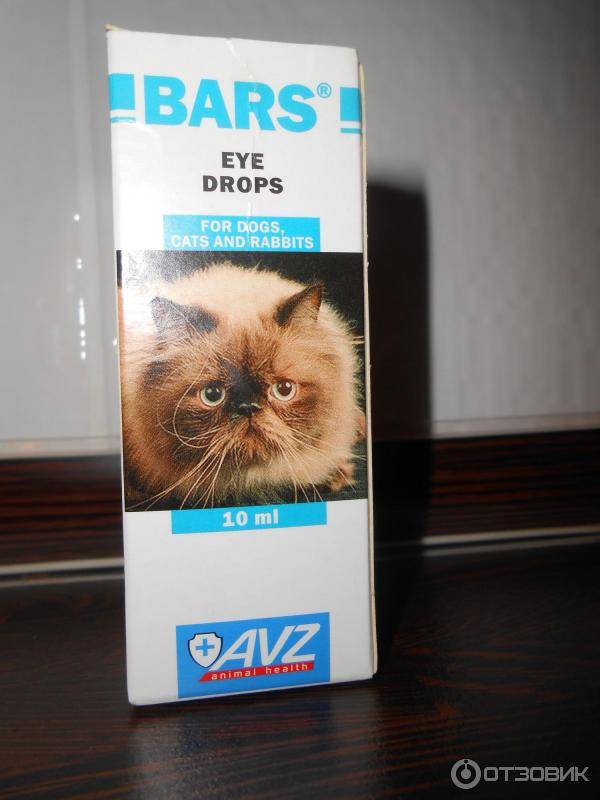 BARS®
EYE
DROPS
FOR DOGS,
CATS AND RABBITS
10 ml
AVZ
animal health
ОТЗОВИК